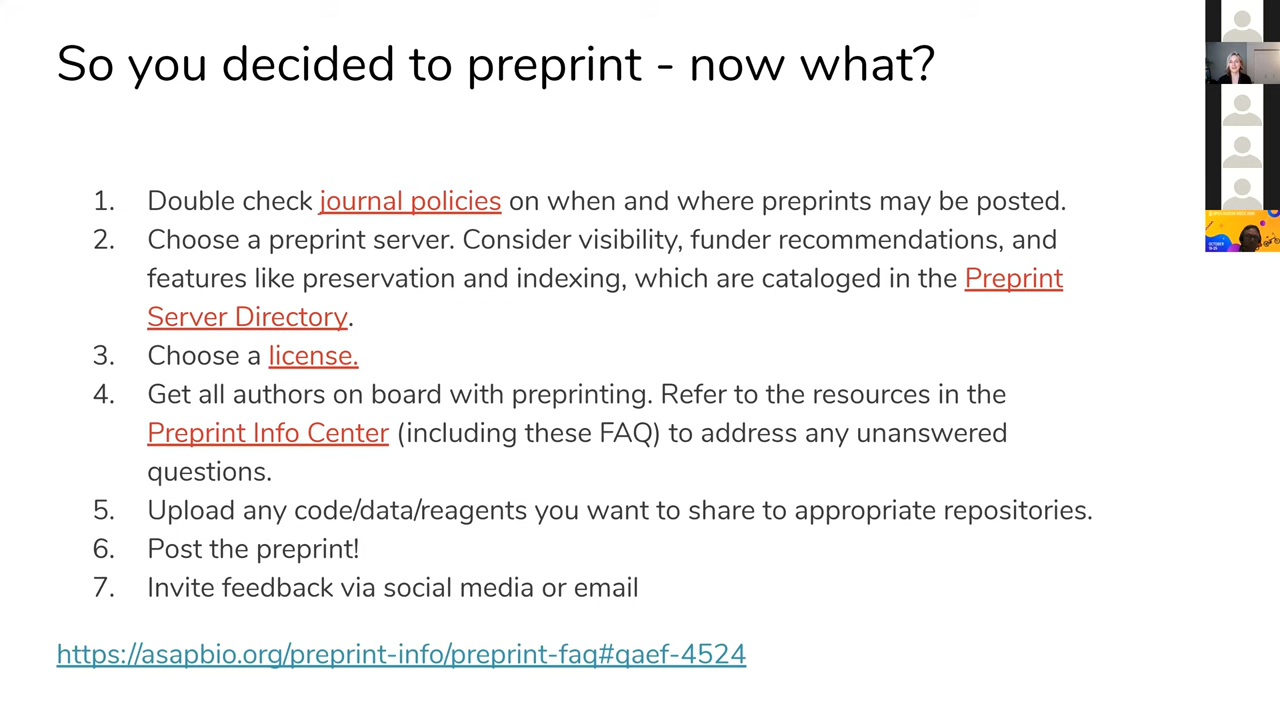 So you decided to preprint - now what?
1. Double check journal policies on when and where preprints may be posted.
2. Choose a preprint server. Consider visibility, funder recommendations, and
features like preservation and indexing, which are cataloged in the Preprint
Server Directory.
3. Choose a license.
4. Get all authors on board with preprinting. Refer to the resources in the
Preprint Info Center (including these FAQ) to address any unanswered
questions.
5. Upload any code/data/reagents you want to share to appropriate repositories.
6. Post the preprint!
7. Invite feedback via social media or email
https://asapbio.org/preprint-info/preprint-faq#qaef-4524